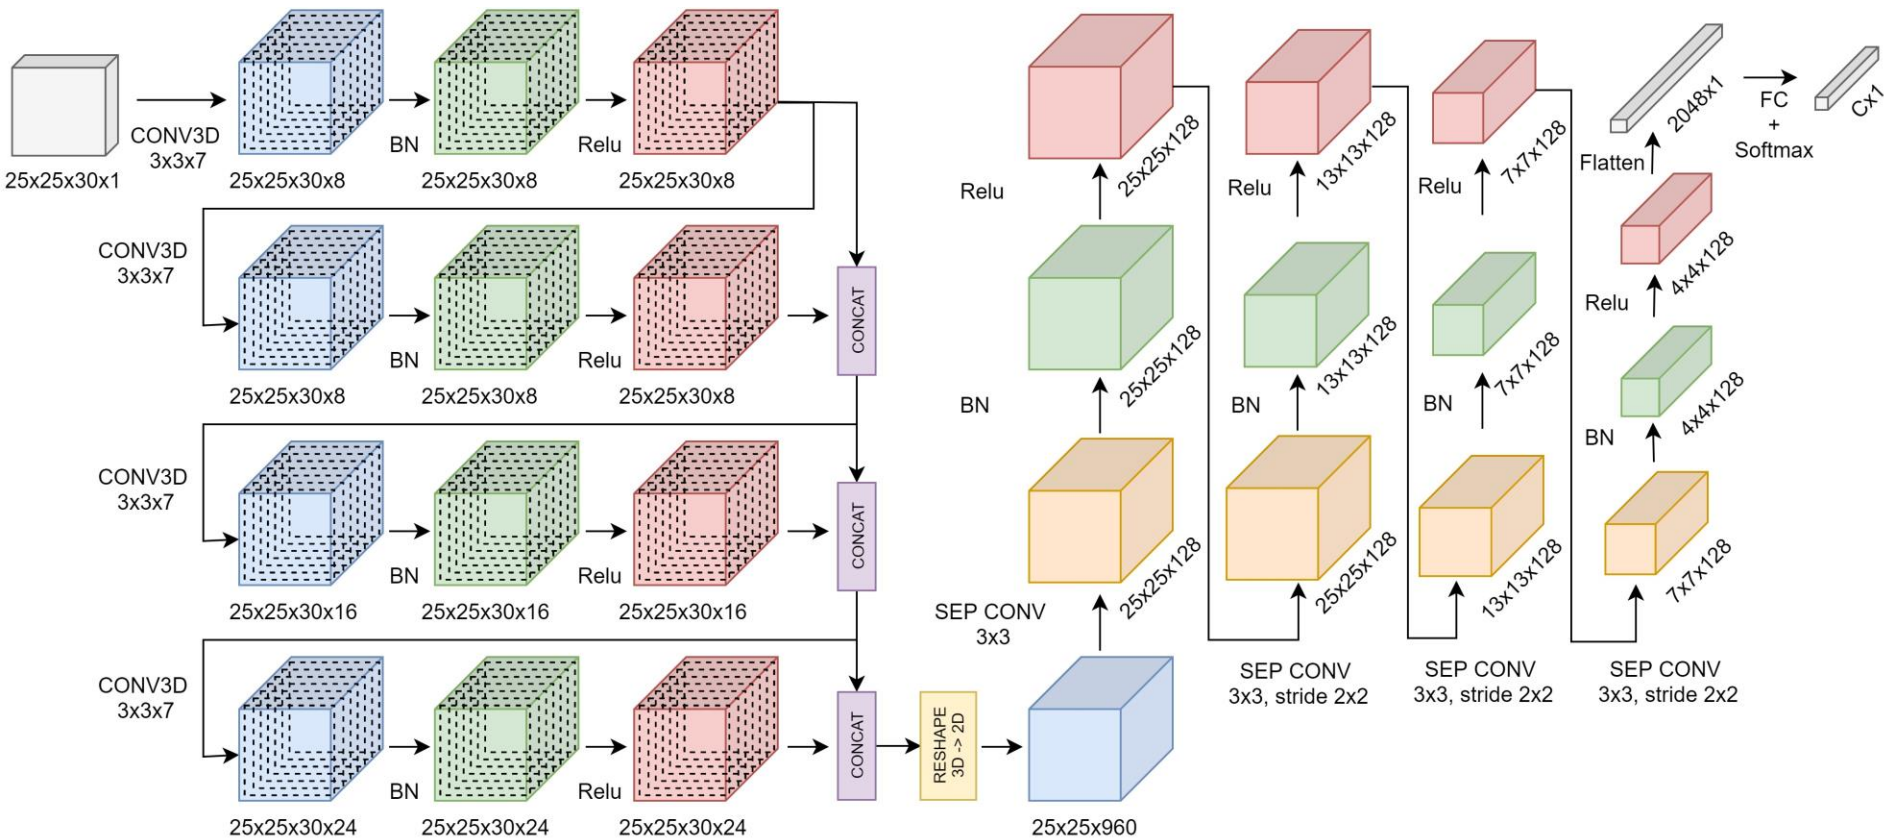 25x25x30x1
CONV3D
3x3x7
25x25x30x8
BN
25x25x30x8
Relu
25x25x30x8
CONV3D
3x3x7
25x25x30x8
BN
25x25x30x8
Relu
25x25x30x8
CONCAT
CONV3D
3x3x7
25x25x30x16
BN
25x25x30x16
Relu
25x25x30x16
CONCAT
CONV3D
3x3x7
25x25x30x24
BN
25x25x30x24
Relu
25x25x30x24
CONCAT
RESHAPE
3D -> 2D
25x25x960
SEP CONV
3x3
25x25x128
BN
25x25x128
Relu
25x25x128
SEP CONV
3x3, stride 2x2
25x25x128
BN
13x13x128
Relu
13x13x128
SEP CONV
3x3, stride 2x2
13x13x128
BN
7x7x128
Relu
7x7x128
SEP CONV
3x3, stride 2x2
7x7x128
BN
4x4x128
Relu
4x4x128
Flatten
2048x1
FC
+
Softmax
Cx1